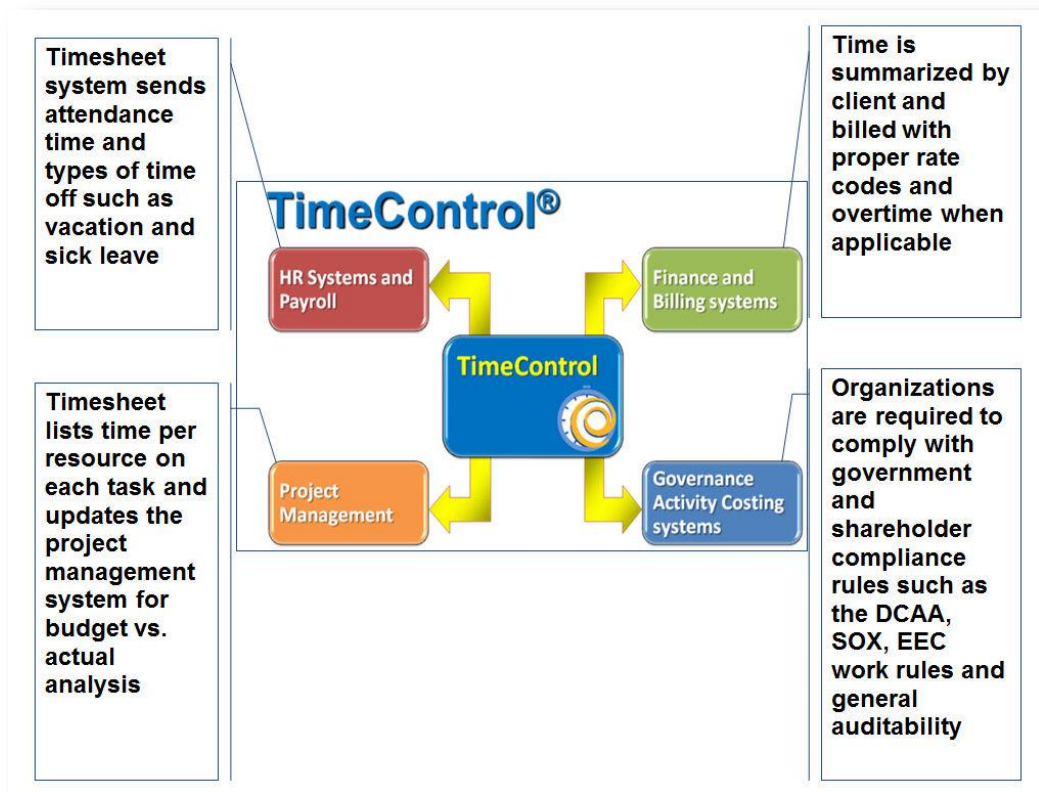 Timesheet
system sends
attendance
time and
types of time
off such as
vacation and
sick leave
Time is
summarized by
client and
billed with
proper rate
codes and
overtime when
applicable
TimeControl®
HR Systems and
Payroll
Finance and
Billing systems
TimeControl
Project
Management
Governance
Activity Costing
systems
Timesheet
lists time per
resource on
each task and
updates the
project
management
system for
budget vs.
actual
analysis
Organizations
are required to
comply with
government
and
shareholder
compliance
rules such as
the DCAA,
SOX, EEC
work rules and
general
auditability